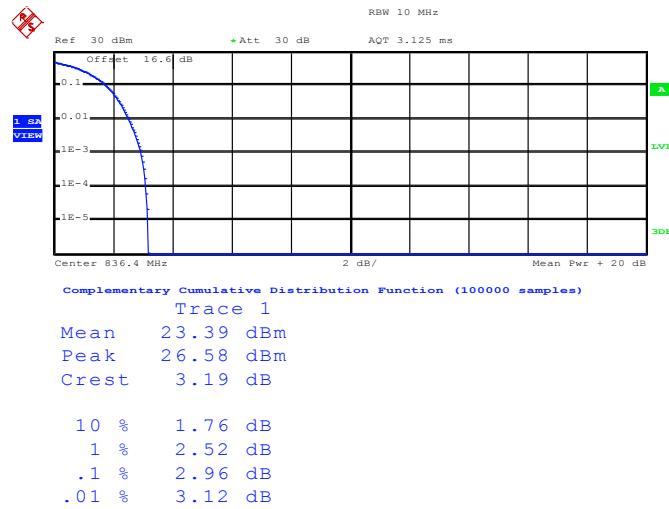 RBW 10 MHz
Ref 30 dBm * Att 30 dB AQT 3.125 ms
Offset 16.6 dB
0.1
A
0.01
1 SA
VIEW
1E-3
1E-4
1E-5
Center 836.4 MHz 2 dB/ Mean Pwr + 20 dB
Complementary Cumulative Distribution Function (100000 samples)
Trace 1
Mean 23.39 dBm
Peak 26.58 dBm
Crest 3.19 dB
10 % 1.76 dB
1 % 2.52 dB
.1 % 2.96 dB
.01 % 3.12 dB